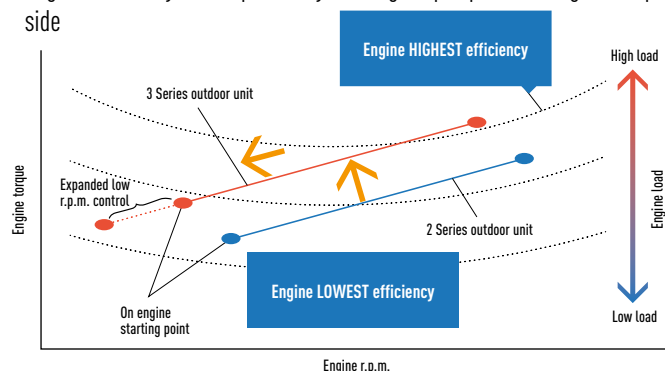 side
Engine HIGHEST efficiency
High load
3 Series outdoor unit
Expanded low
r.p.m. control
Engine torque
Engine load
2 Series outdoor unit
Engine LOWEST efficiency
On engine
starting point
Low load
Engine r.p.m.